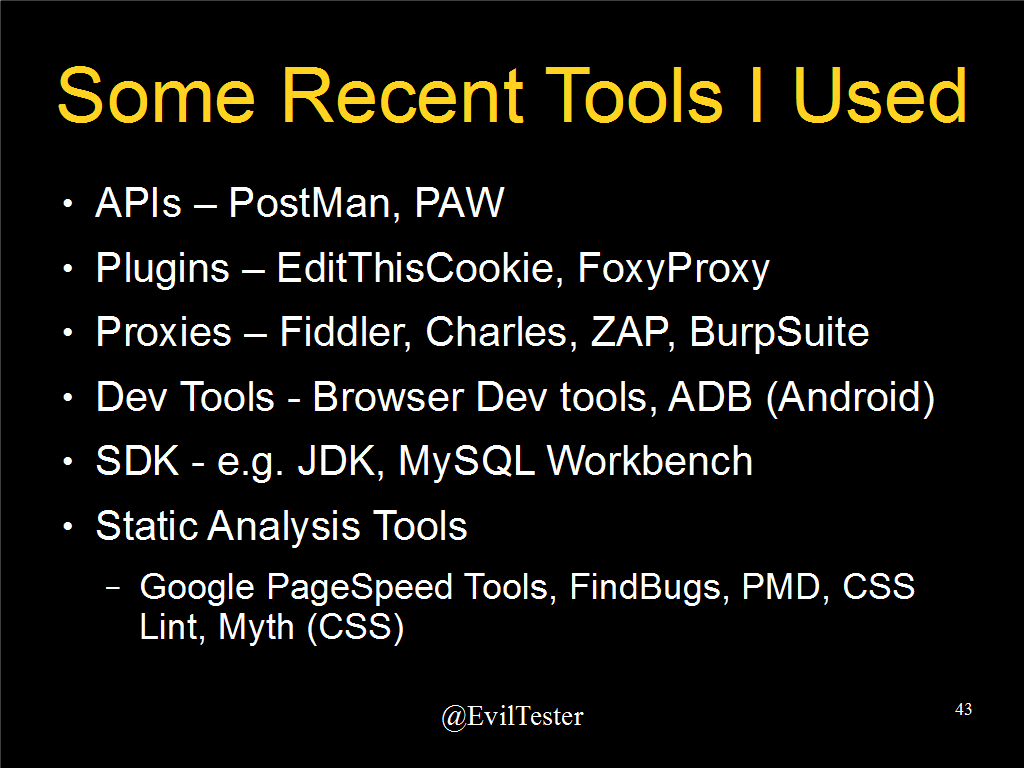 Some Recent Tools I Used
• APIs – PostMan, PAW
• Plugins – EditThisCookie, FoxyProxy
• Proxies – Fiddler, Charles, ZAP, BurpSuite
• Dev Tools - Browser Dev tools, ADB (Android)
• SDK - e.g. JDK, MySQL Workbench
• Static Analysis Tools
– Google PageSpeed Tools, FindBugs, PMD, CSS
Lint, Myth (CSS)
@EvilTester
43